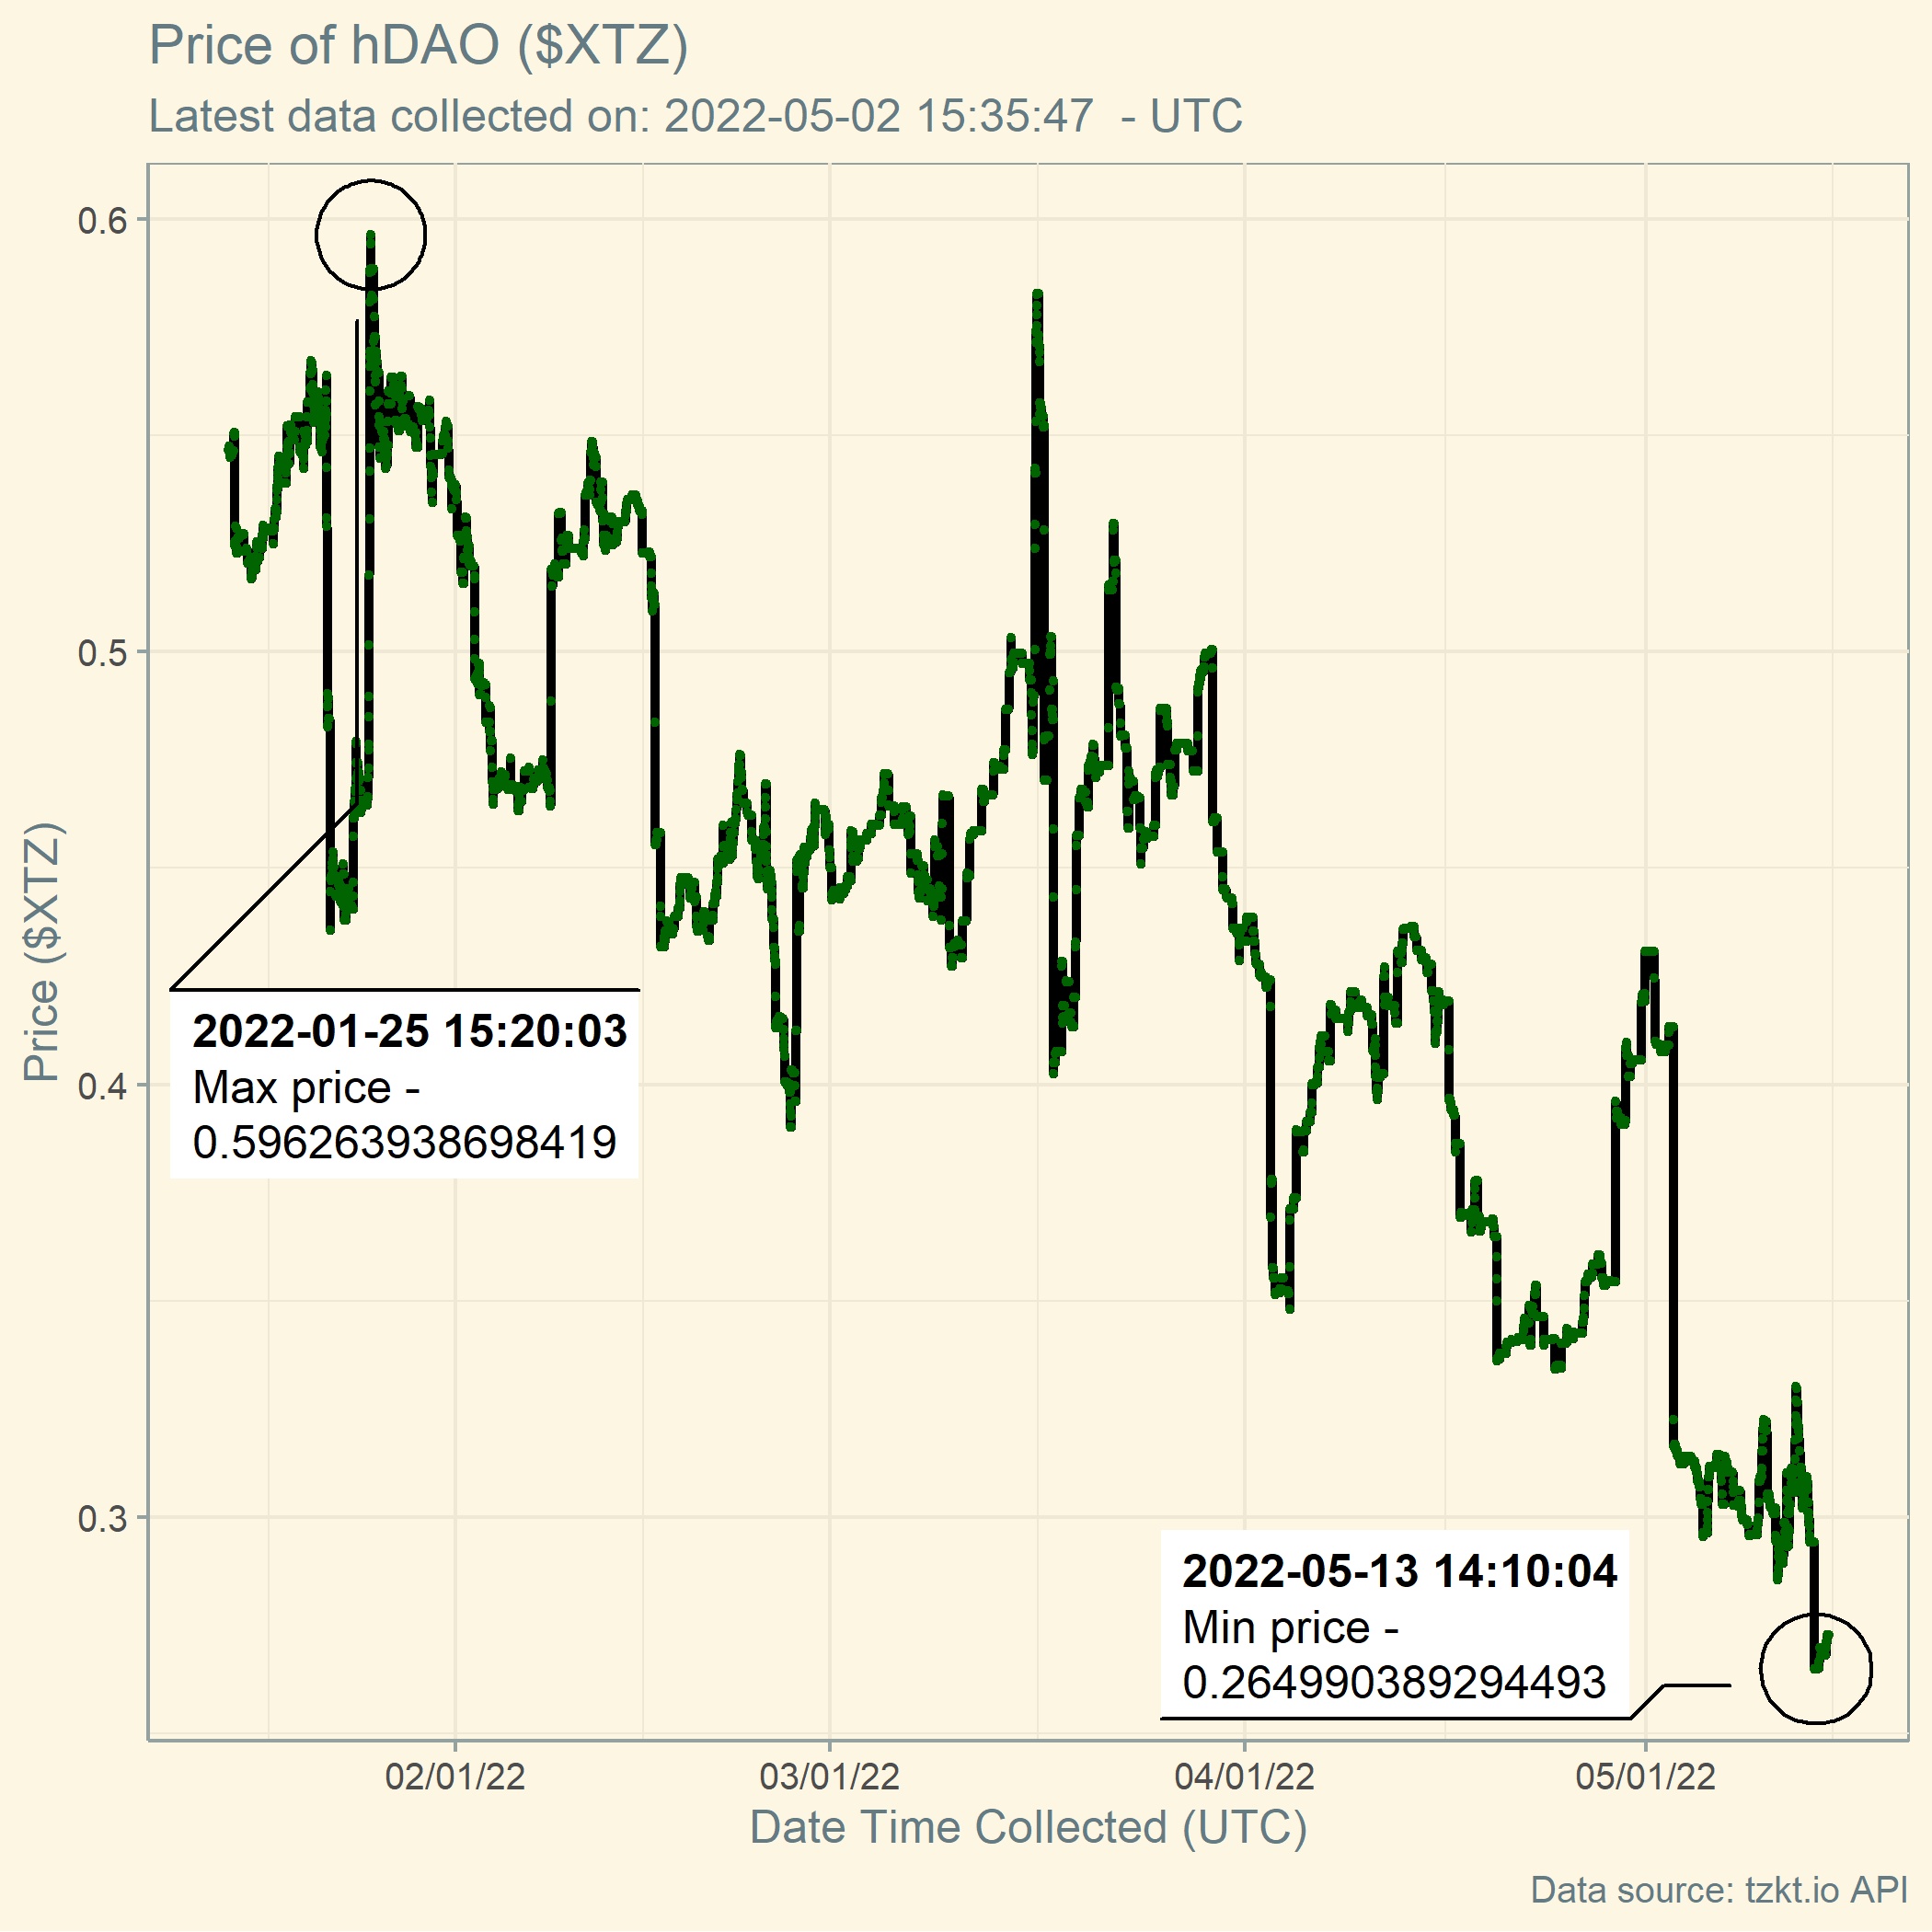 Price of hDAO ($XTZ)
Latest data collected on: 2022-05-02 15:35:47  - UTC
Price ($XTZ)
0.6
0.5
0.4
0.3
2022-01-25 15:20:03
Max price -
0.596263938698419
2022-05-13 14:10:04
Min price -
0.264990389294493
02/01/22
03/01/22
04/01/22
05/01/22
Date Time Collected (UTC)
Data source: tzkt.io API